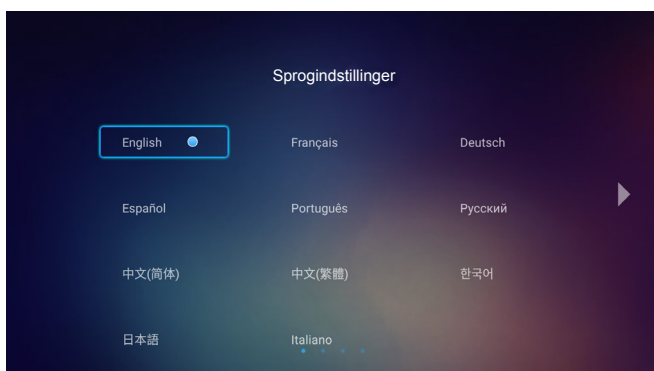 Sprogindstillinger
English Français Deutsch
Español Português Русский
中文(简体) 中文(繁體) 한국어
日本語 Italiano